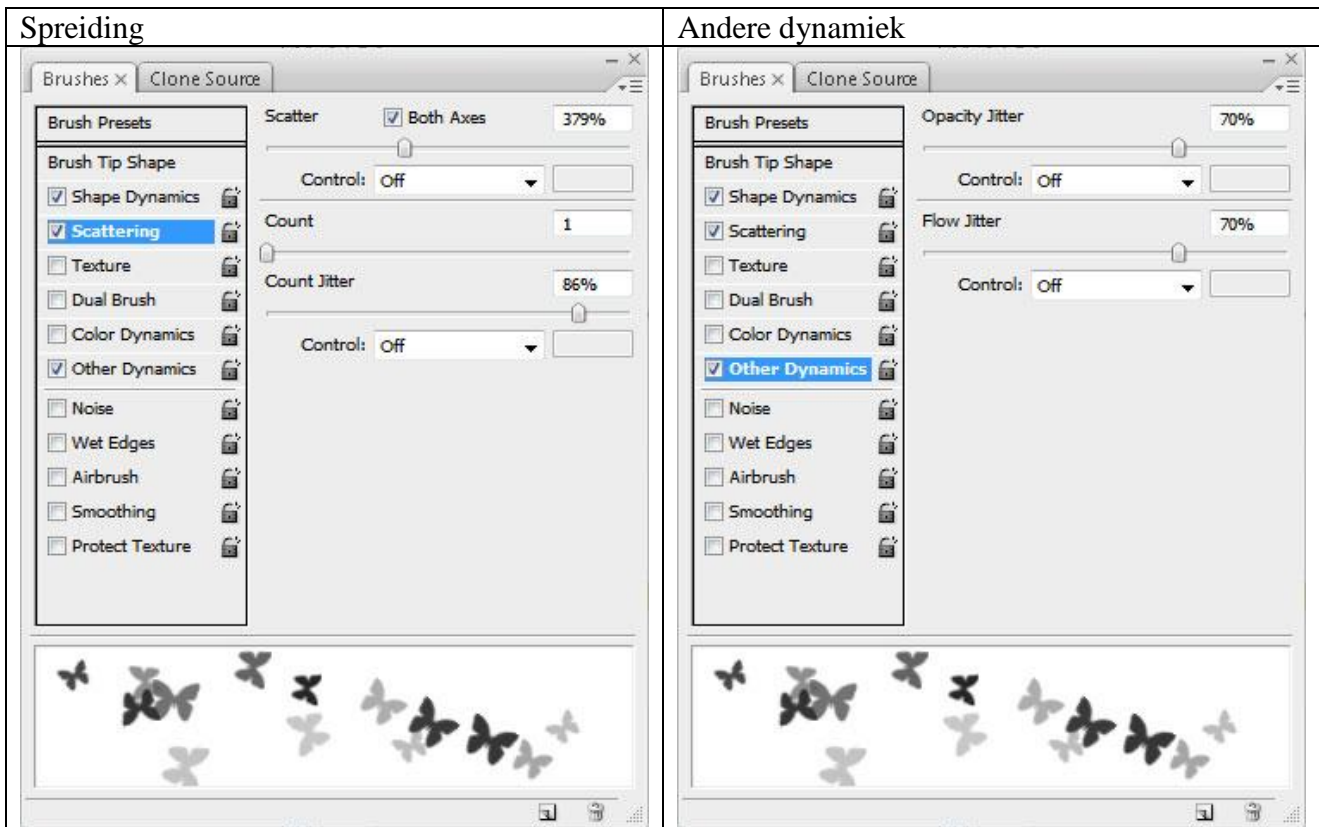 Spreiding
Brushes × Clone Source
Brush Presets
Brush Tip Shape
Shape Dynamics
Scattering
Texture
Dual Brush
Color Dynamics
Other Dynamics
Noise
Wet Edges
Airbrush
Smoothing
Protect Texture
Scatter Both Axes 379%
Control: Off
Count 1
Count Jitter 86%
Control: Off
Andere dynamiek
Brushes × Clone Source
Brush Presets
Brush Tip Shape
Shape Dynamics
Scattering
Texture
Dual Brush
Color Dynamics
Other Dynamics
Noise
Wet Edges
Airbrush
Smoothing
Protect Texture
Opacity Jitter 70%
Control: Off
Flow Jitter 70%
Control: Off